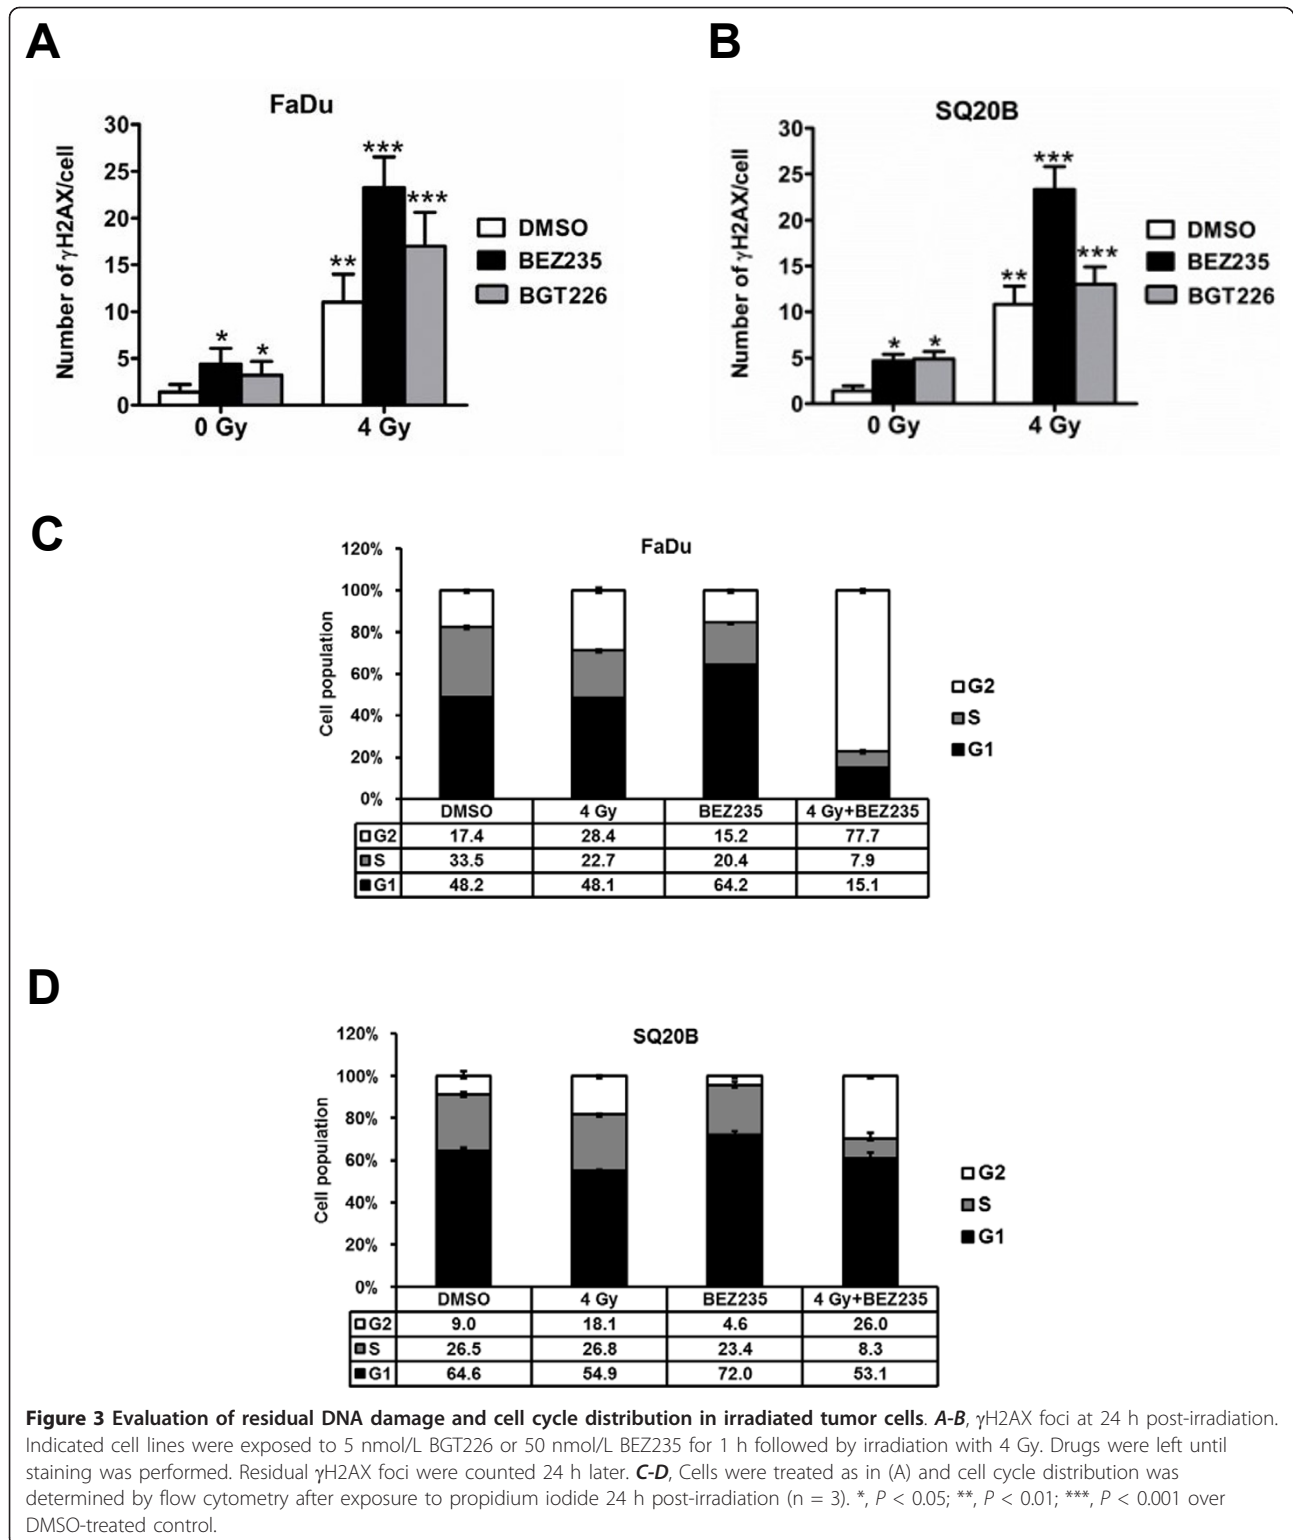 A
FaDu
Number of γH2AX/cell
30
25
20
15
10
5
0
*
*
**
***
***
0 Gy 4 Gy
DMSO
BEZ235
BGT226
B
SQ20B
Number of γH2AX/cell
30
25
20
15
10
5
0
*
*
**
***
***
0 Gy 4 Gy
DMSO
BEZ235
BGT226
C
FaDu
Cell population
120%
100%
80%
60%
40%
20%
0%
G2
S
G1
DMSO 4 Gy BEZ235 4 Gy+BEZ235
G2 17.4 28.4 15.2 77.7
S 33.5 22.7 20.4 7.9
G1 48.2 48.1 64.2 15.1
D
SQ20B
Cell population
120%
100%
80%
60%
40%
20%
0%
G2
S
G1
DMSO 4 Gy BEZ235 4 Gy+BEZ235
G2 9.0 18.1 4.6 26.0
S 26.5 26.8 23.4 8.3
G1 64.6 54.9 72.0 53.1
Figure 3 Evaluation of residual DNA damage and cell cycle distribution in irradiated tumor cells. A-B, γH2AX foci at 24 h post-irradiation.
Indicated cell lines were exposed to 5 nmol/L BGT226 or 50 nmol/L BEZ235 for 1 h followed by irradiation with 4 Gy. Drugs were left until
staining was performed. Residual γH2AX foci were counted 24 h later. C-D, Cells were treated as in (A) and cell cycle distribution was
determined by flow cytometry after exposure to propidium iodide 24 h post-irradiation (n = 3). *, P < 0.05; **, P < 0.01; ***, P < 0.001 over
DMSO-treated control.